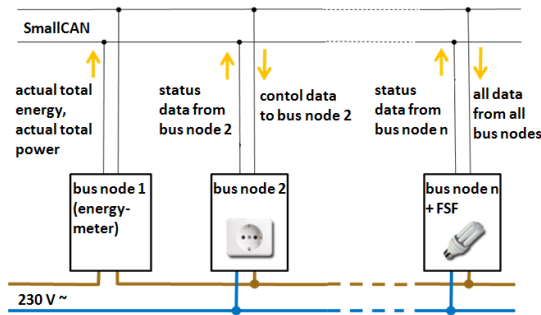 SmallCAN
actual total
energy,
actual total
power
status
data from
bus node 2
contol data
to bus node 2
status
data from
bus node n
all data
from all
bus nodes
bus node 1
(energy-
meter)
bus node 2
bus node n
+ FSF
230 V ~